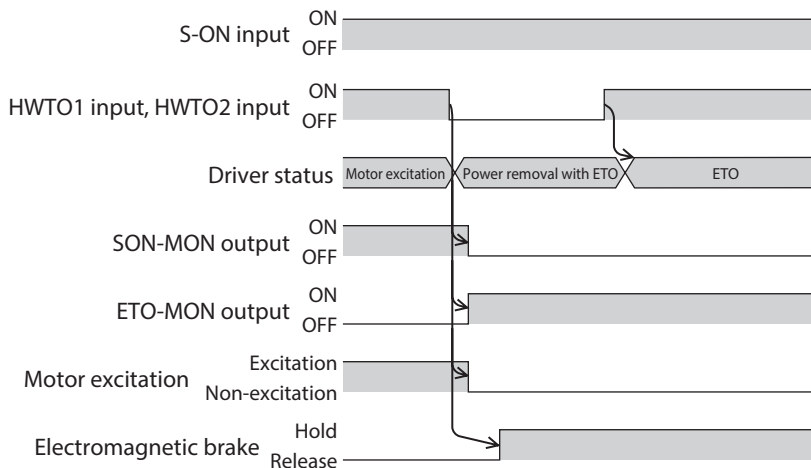 S-ON input
ON
OFF
HWTO1 input, HWTO2 input
ON
OFF
Driver status
Motor excitation
Power removal with ETO
ETO
SON-MON output
ON
OFF
ETO-MON output
ON
OFF
Motor excitation
Excitation
Non-excitation
Electromagnetic brake
Hold
Release